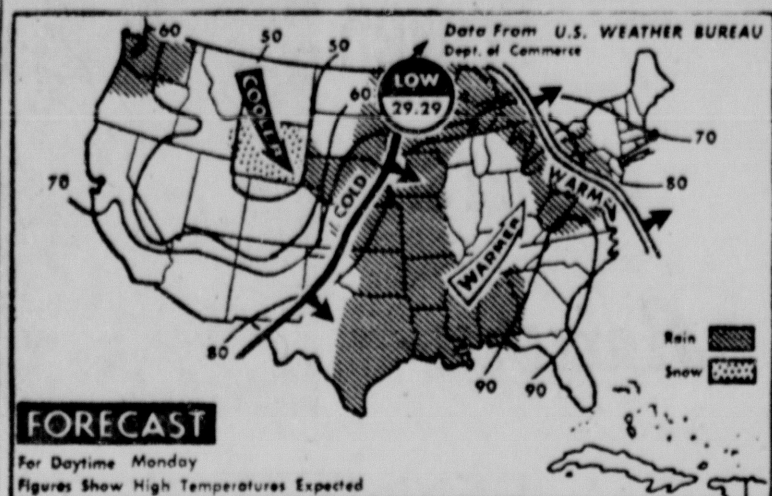 Data From U.S. WEATHER BUREAU
Dept. of Commerce
60
50
50
60
LOW
29.29
COOLER
COLD
WARM
WARMER
70
80
70
80
90
90
Rain
Snow
FORECAST
For Daytime Monday
Figures Show High Temperatures Expected